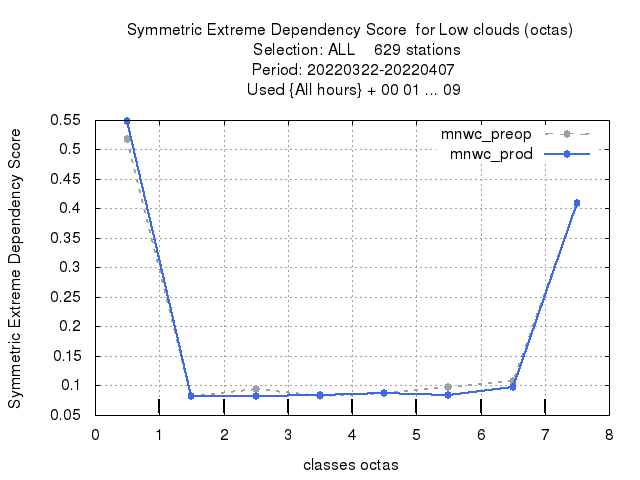 Symmetric Extreme Dependency Score  for Low clouds (octas)
Selection: ALL    629 stations
Period: 20220322-20220407
Used {All hours} + 00 01 ... 09
mnwc_preop
mnwc_prod
Symmetric Extreme Dependency Score
0.55
0.5
0.45
0.4
0.35
0.3
0.25
0.2
0.15
0.1
0.05
0 1 2 3 4 5 6 7 8
classes octas